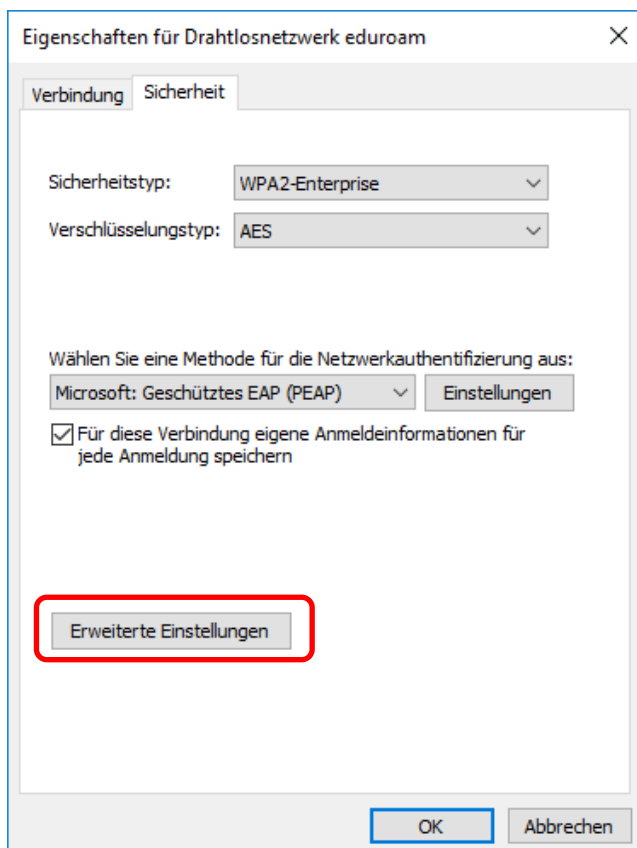 Eigenschaften für Drahtlosnetzwerk eduroam
Verbindung Sicherheit
Sicherheitstyp: WPA2-Enterprise
Verschlüsselungstyp: AES
Wählen Sie eine Methode für die Netzwerkauthentifizierung aus:
Microsoft: Geschütztes EAP (PEAP) Einstellungen
Für diese Verbindung eigene Anmeldeinformationen für
jede Anmeldung speichern
Erweiterte Einstellungen
OK Abbrechen